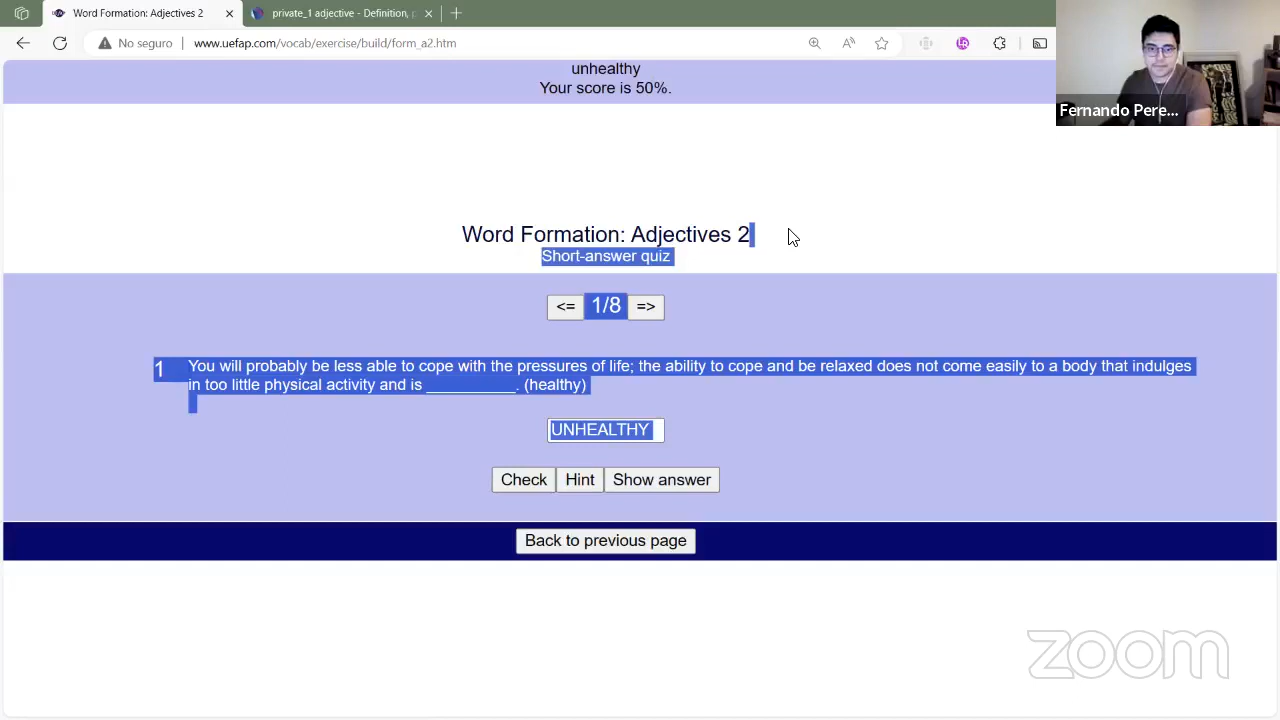 Word Formation: Adjectives 2
private_1 adjective - Definition, p
No seguro
www.uefap.com/vocab/exercise/build/form_a2.htm
unhealthy
Your score is 50%.
Fernando Pere...
Word Formation: Adjectives 2
Short-answer quiz
<= 1/8 =>
1 You will probably be less able to cope with the pressures of life; the ability to cope and be relaxed does not come easily to a body that indulges
in too little physical activity and is __________. (healthy)
UNHEALTHY
Check Hint Show answer
Back to previous page
zoom